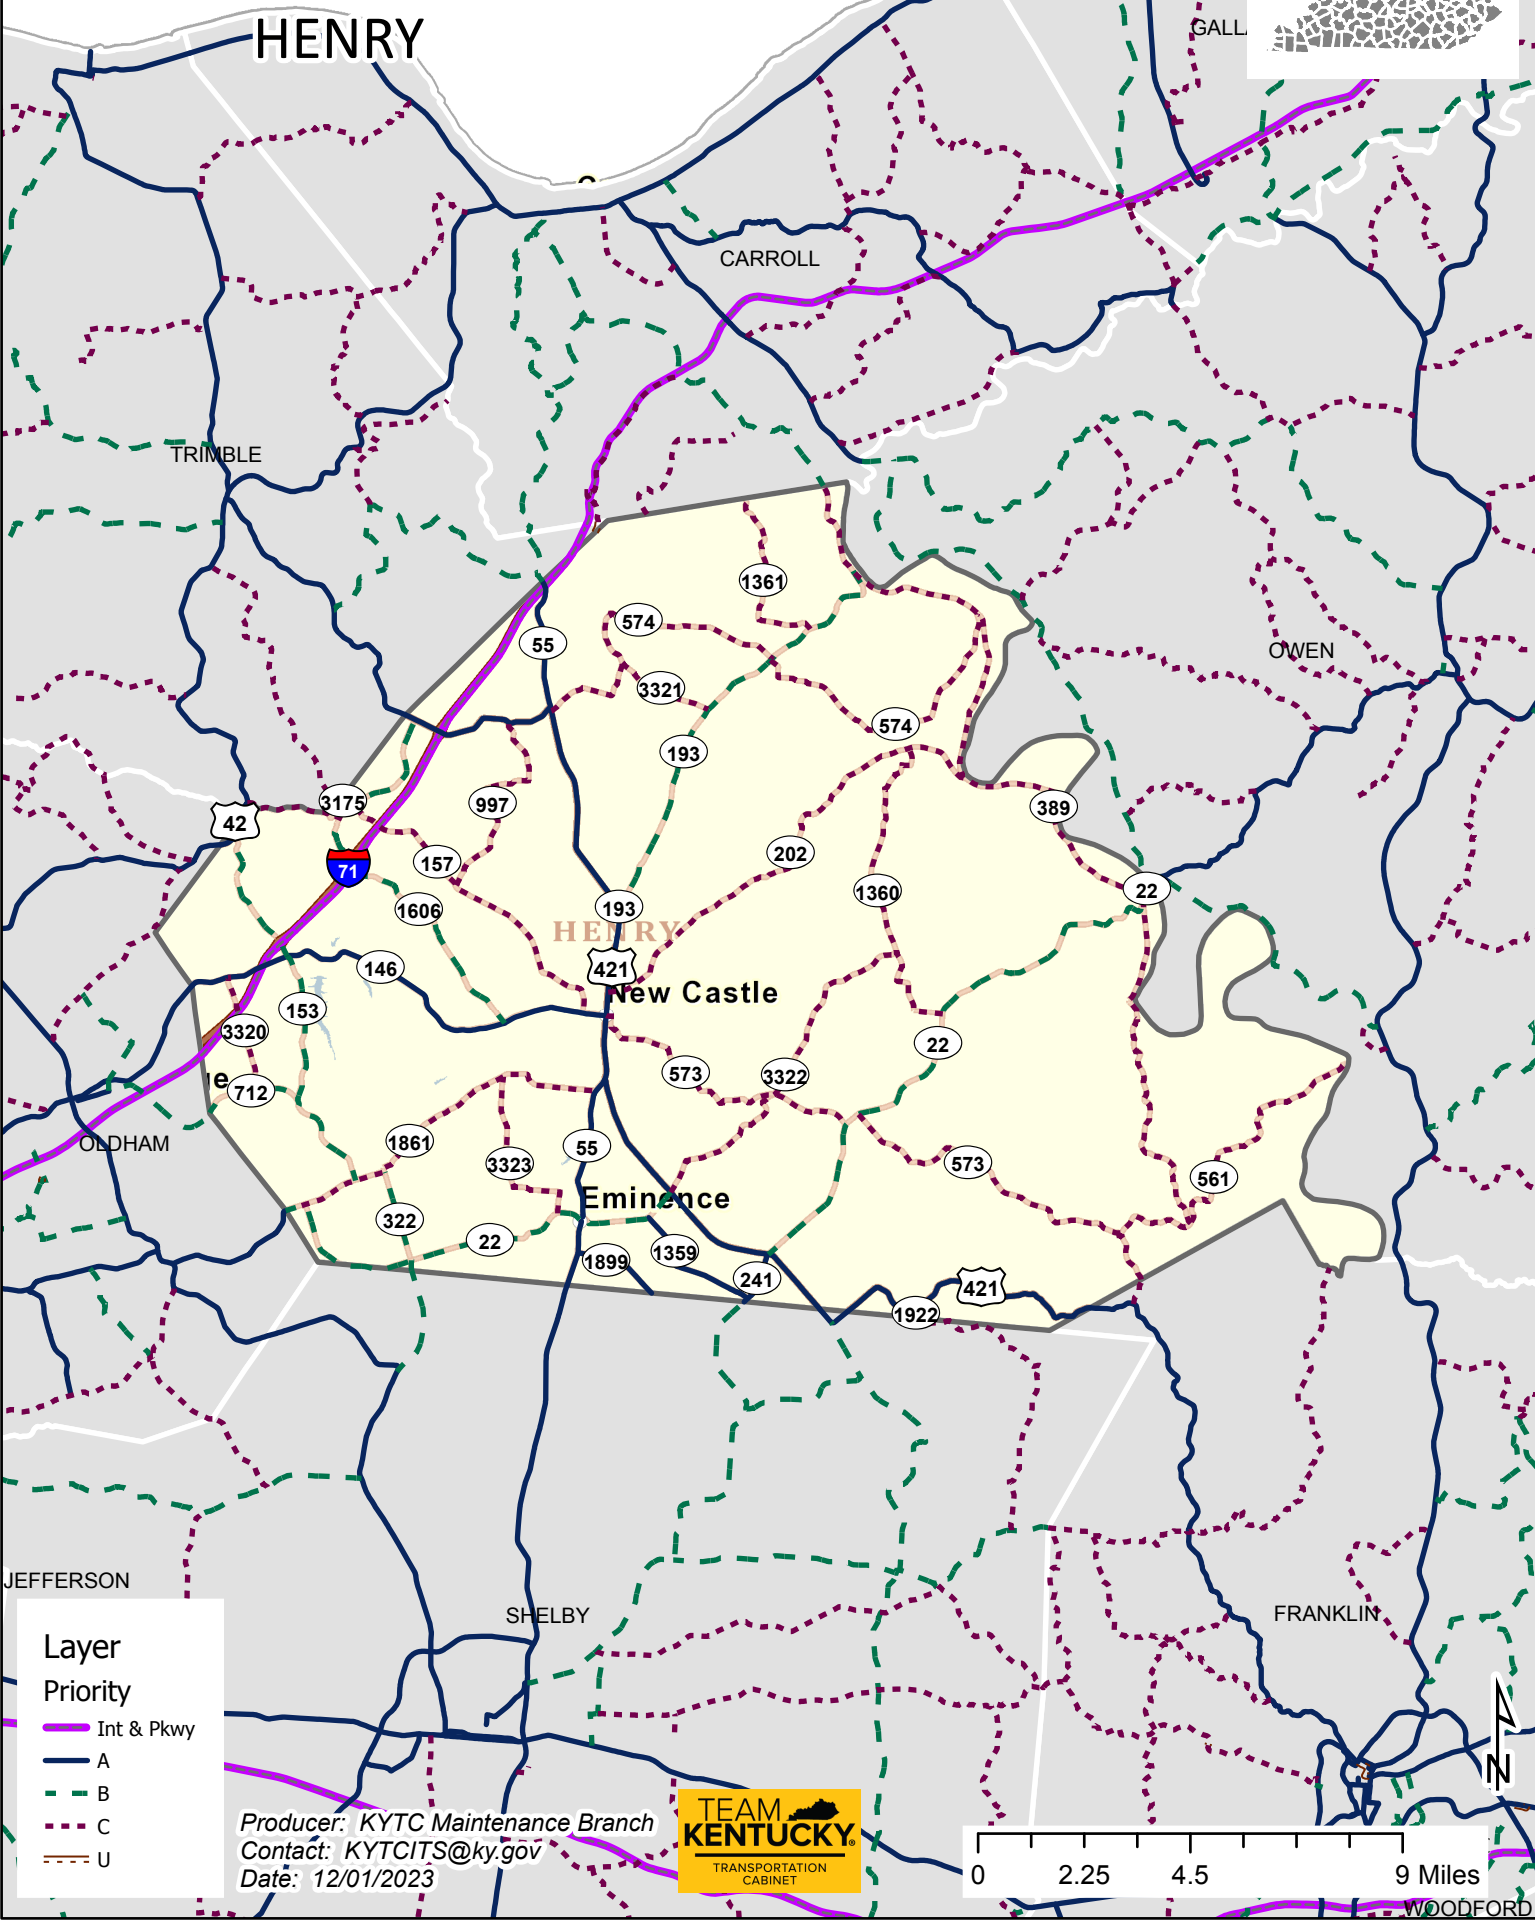 HENRY
GALL
CARROLL
TRIMBLE
1361
574
55
OWEN
3321
574
193
3175
997
389
42
202
157
71
22
1360
193
1606
HENRY
146
421
New Castle
153
3320
22
573
3322
712
1861
OLDHAM
55
3323
573
561
Eminence
322
22
1359
1899
241
421
1922
JEFFERSON
SHELBY
FRANKLIN
Layer
Priority
Int & Pkwy
A
B
C
U
Producer: KYTC Maintenance Branch
Contact: KYTCITS@ky.gov
Date: 12/01/2023
TEAM
KENTUCKY®
TRANSPORTATION
CABINET
N
0 2.25 4.5 9 Miles
WOODFORD